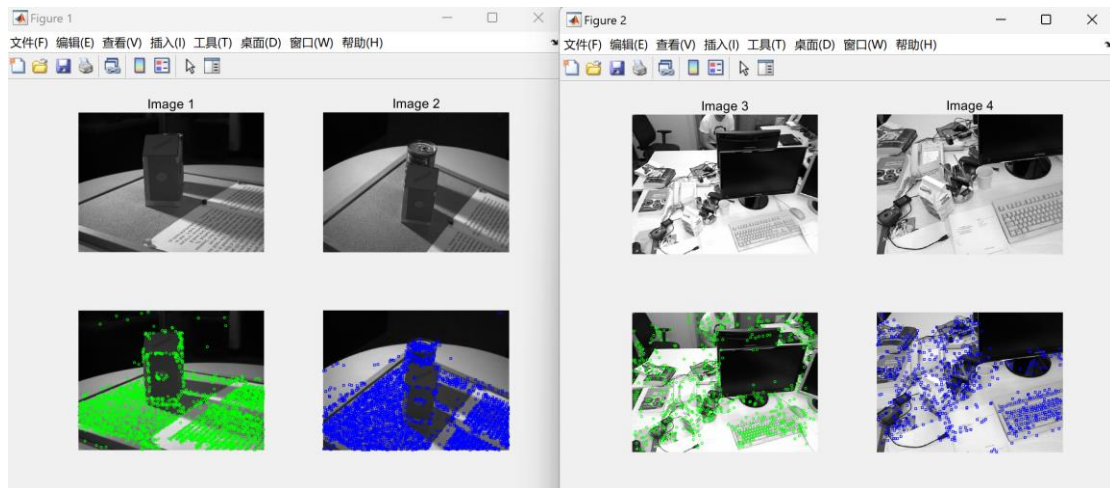 Figure 1
文件(F) 编辑(E) 查看(V) 插入(I) 工具(T) 桌面(D) 窗口(W) 帮助(H)
Image 1
Image 2
Figure 2
文件(F) 编辑(E) 查看(V) 插入(I) 工具(T) 桌面(D) 窗口(W) 帮助(H)
Image 3
Image 4